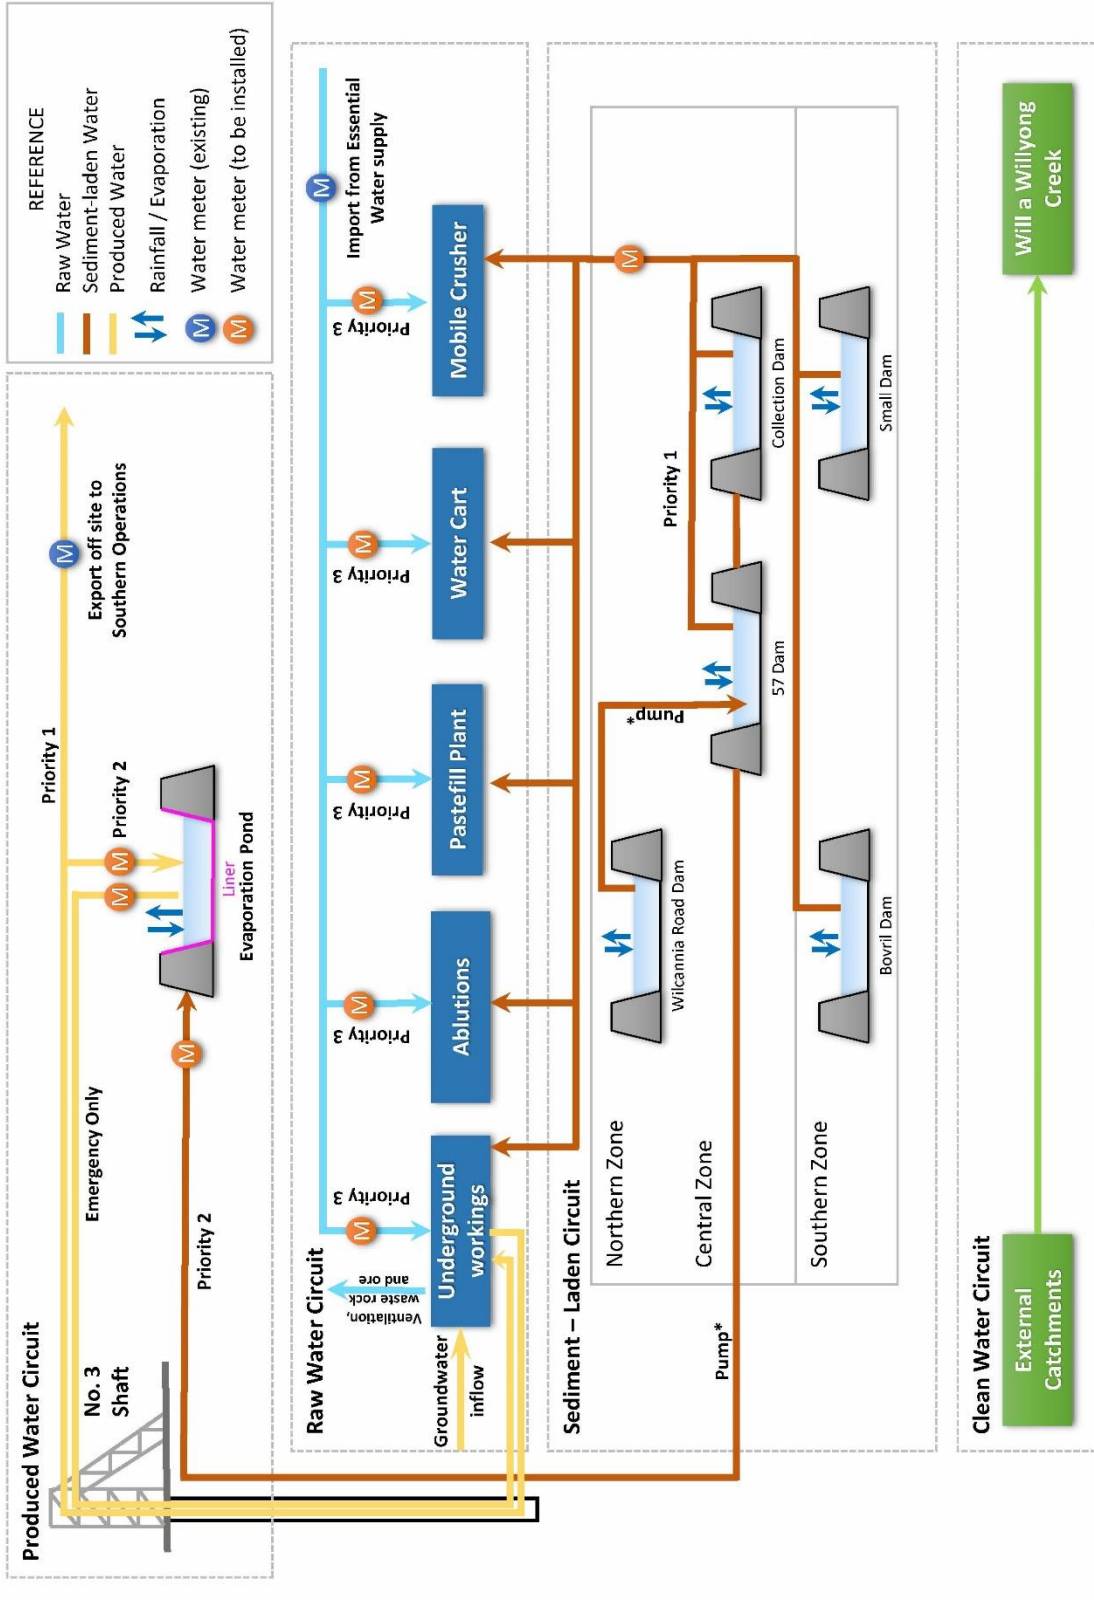 Produced Water Circuit
No. 3
Shaft
Emergency Only
Priority 2
Priority 1
Priority 2
M
M
M
M
Liner
Evaporation Pond
Export off site to
Southern Operations
REFERENCE
Raw Water
Sediment-laden Water
Produced Water
Rainfall / Evaporation
M
Water meter (existing)
M
Water meter (to be installed)
Raw Water Circuit
Ventilation,
waste rock
and ore
Groundwater
inflow
Priority 3
M
Underground
workings
Priority 3
M
Ablutions
Priority 3
M
Pastefill Plant
Priority 3
M
Water Cart
Priority 3
M
Mobile Crusher
M
Import from Essential
Water supply
Sediment – Laden Circuit
M
Northern Zone
Wilcannia Road Dam
Pump*
Central Zone
Priority 1
57 Dam
Collection Dam
Pump*
Southern Zone
Bovril Dam
Small Dam
Clean Water Circuit
External
Catchments
Will a Willyong
Creek